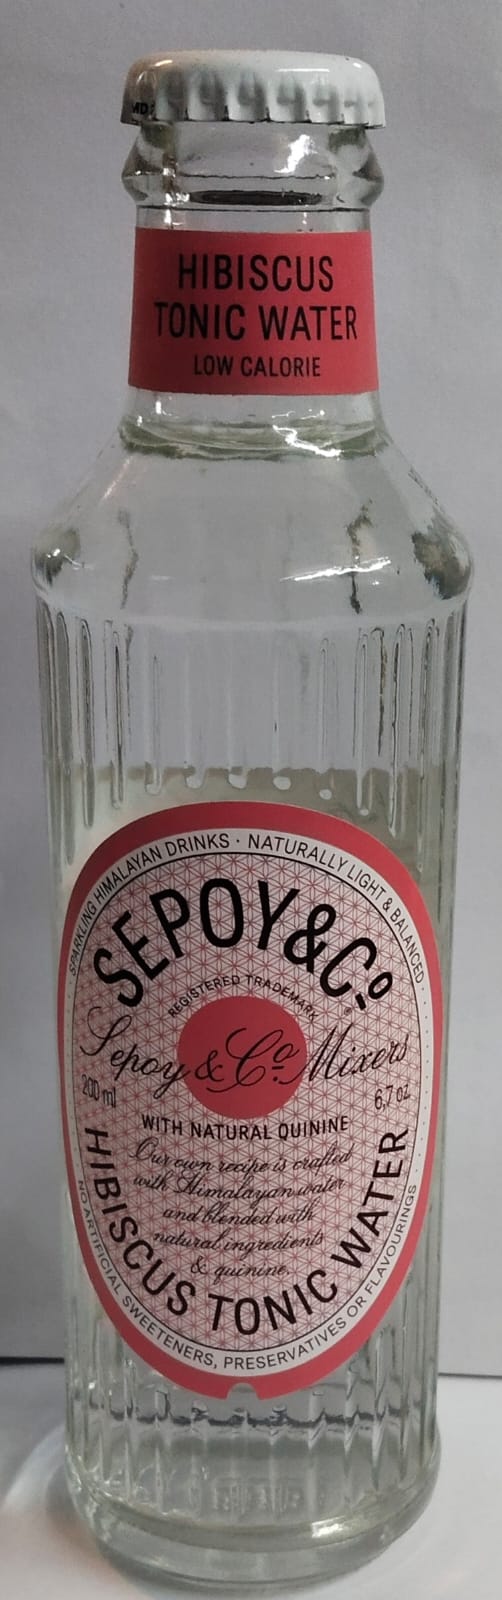 HIBISCUS
TONIC WATER
LOW CALORIE
SPARKLING HIMALAYAN DRINKS · NATURALLY LIGHT & BALANCED
SEPOY&Cº.
REGISTERED TRADEMARK
Sepoy & Cº Mixers
200 ml
6,7 oz
WITH NATURAL QUININE
Our own recipe is crafted
with Himalayan water
and blended with
natural ingredients
& quinine.
HIBISCUS TONIC WATER
NO ARTIFICIAL SWEETENERS, PRESERVATIVES OR FLAVOURINGS